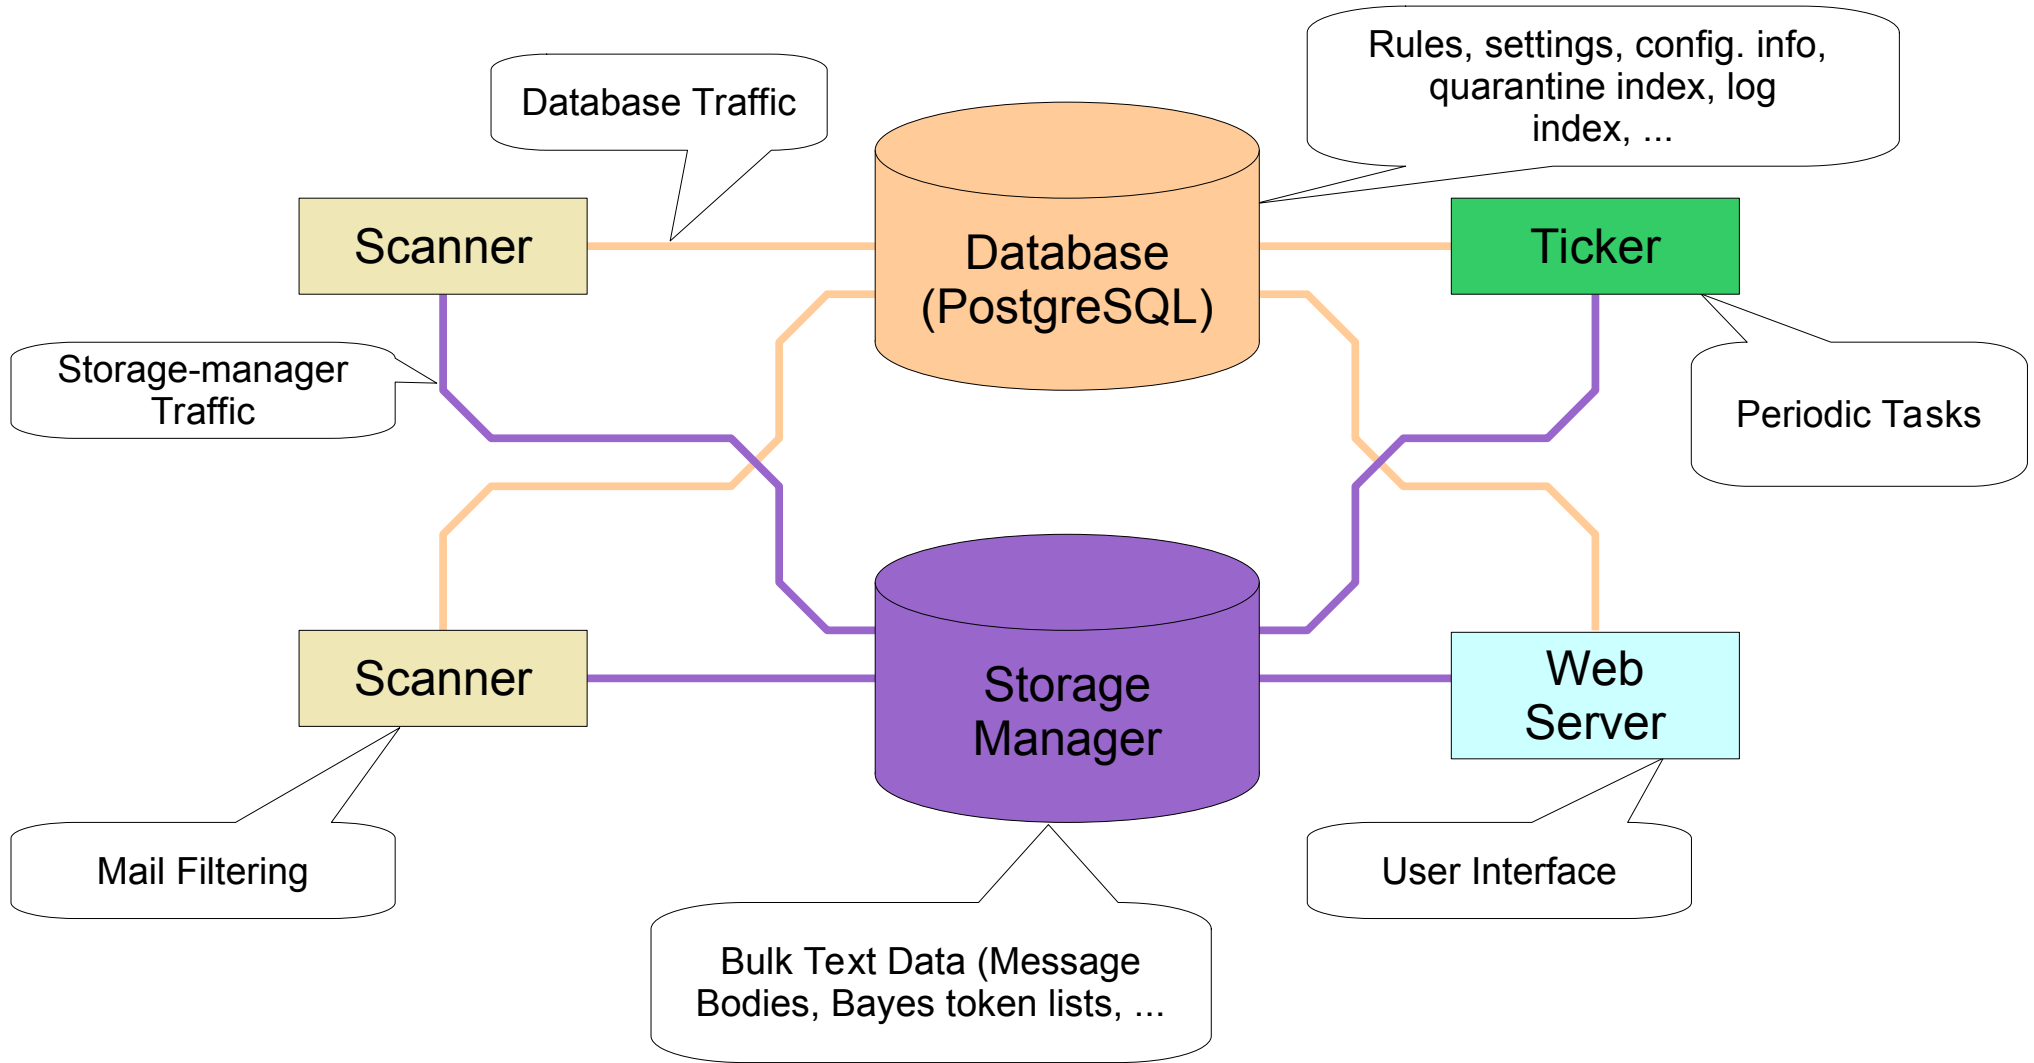 Rules, settings, config. info,
quarantine index, log
index, ...
Database Traffic
Scanner
Database
(PostgreSQL)
Ticker
Storage-manager
Traffic
Periodic Tasks
Scanner
Storage
Manager
Web
Server
Mail Filtering
User Interface
Bulk Text Data (Message
Bodies, Bayes token lists, ...